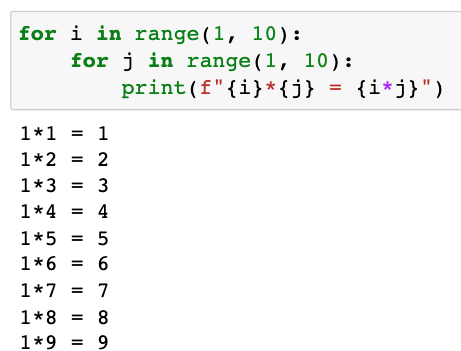 for i in range(1, 10):
    for j in range(1, 10):
        print(f"{i}*{j} = {i*j}")
1*1 = 1
1*2 = 2
1*3 = 3
1*4 = 4
1*5 = 5
1*6 = 6
1*7 = 7
1*8 = 8
1*9 = 9